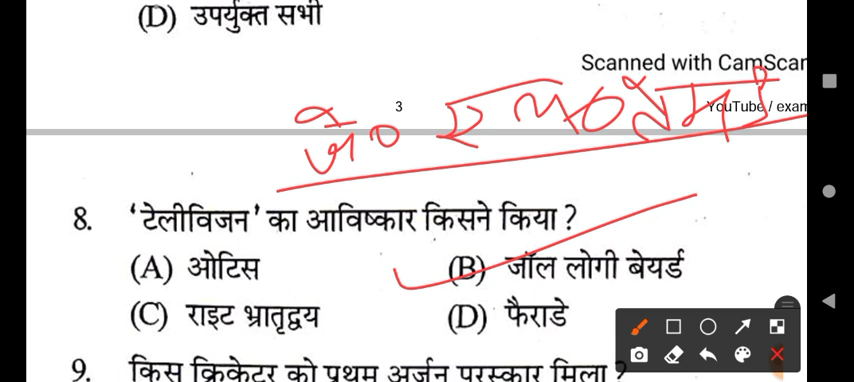 (D) उपर्युक्त सभी
Scanned with CamScar
3
YouTube / exam
8. 'टेलीविजन' का आविष्कार किसने किया ?
(A) ओटिस (B) जॉल लोगी बेयर्ड
(C) राइट भ्रातृद्वय (D) फैराडे
9. किस क्रिकेटर को प्रथम अर्जुन पुरस्कार मिला ?